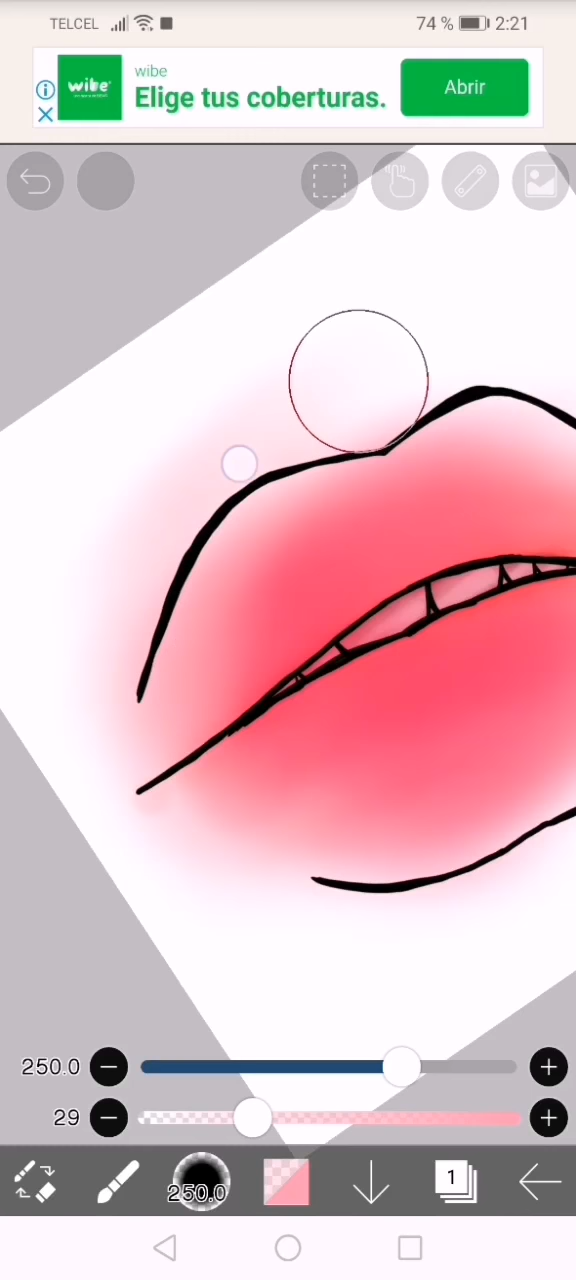 TELCEL 74 % 2:21
wibe
wibe
Elige tus coberturas.
Abrir
250.0
29
250.0
1